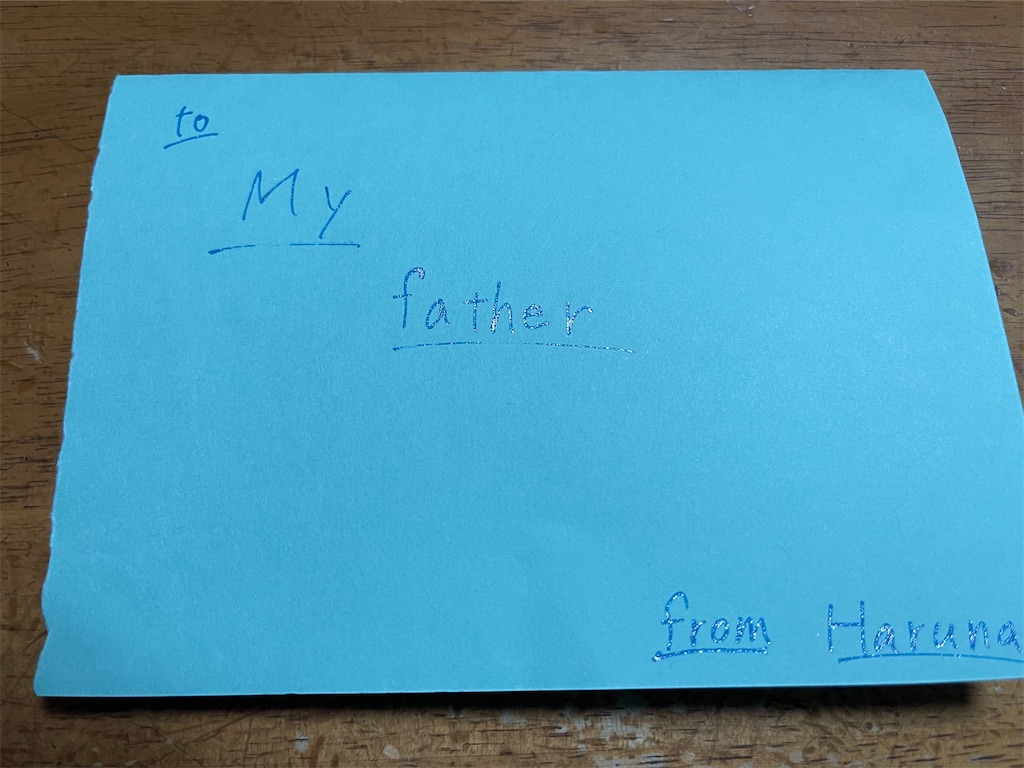 to
My
father
from Haruna